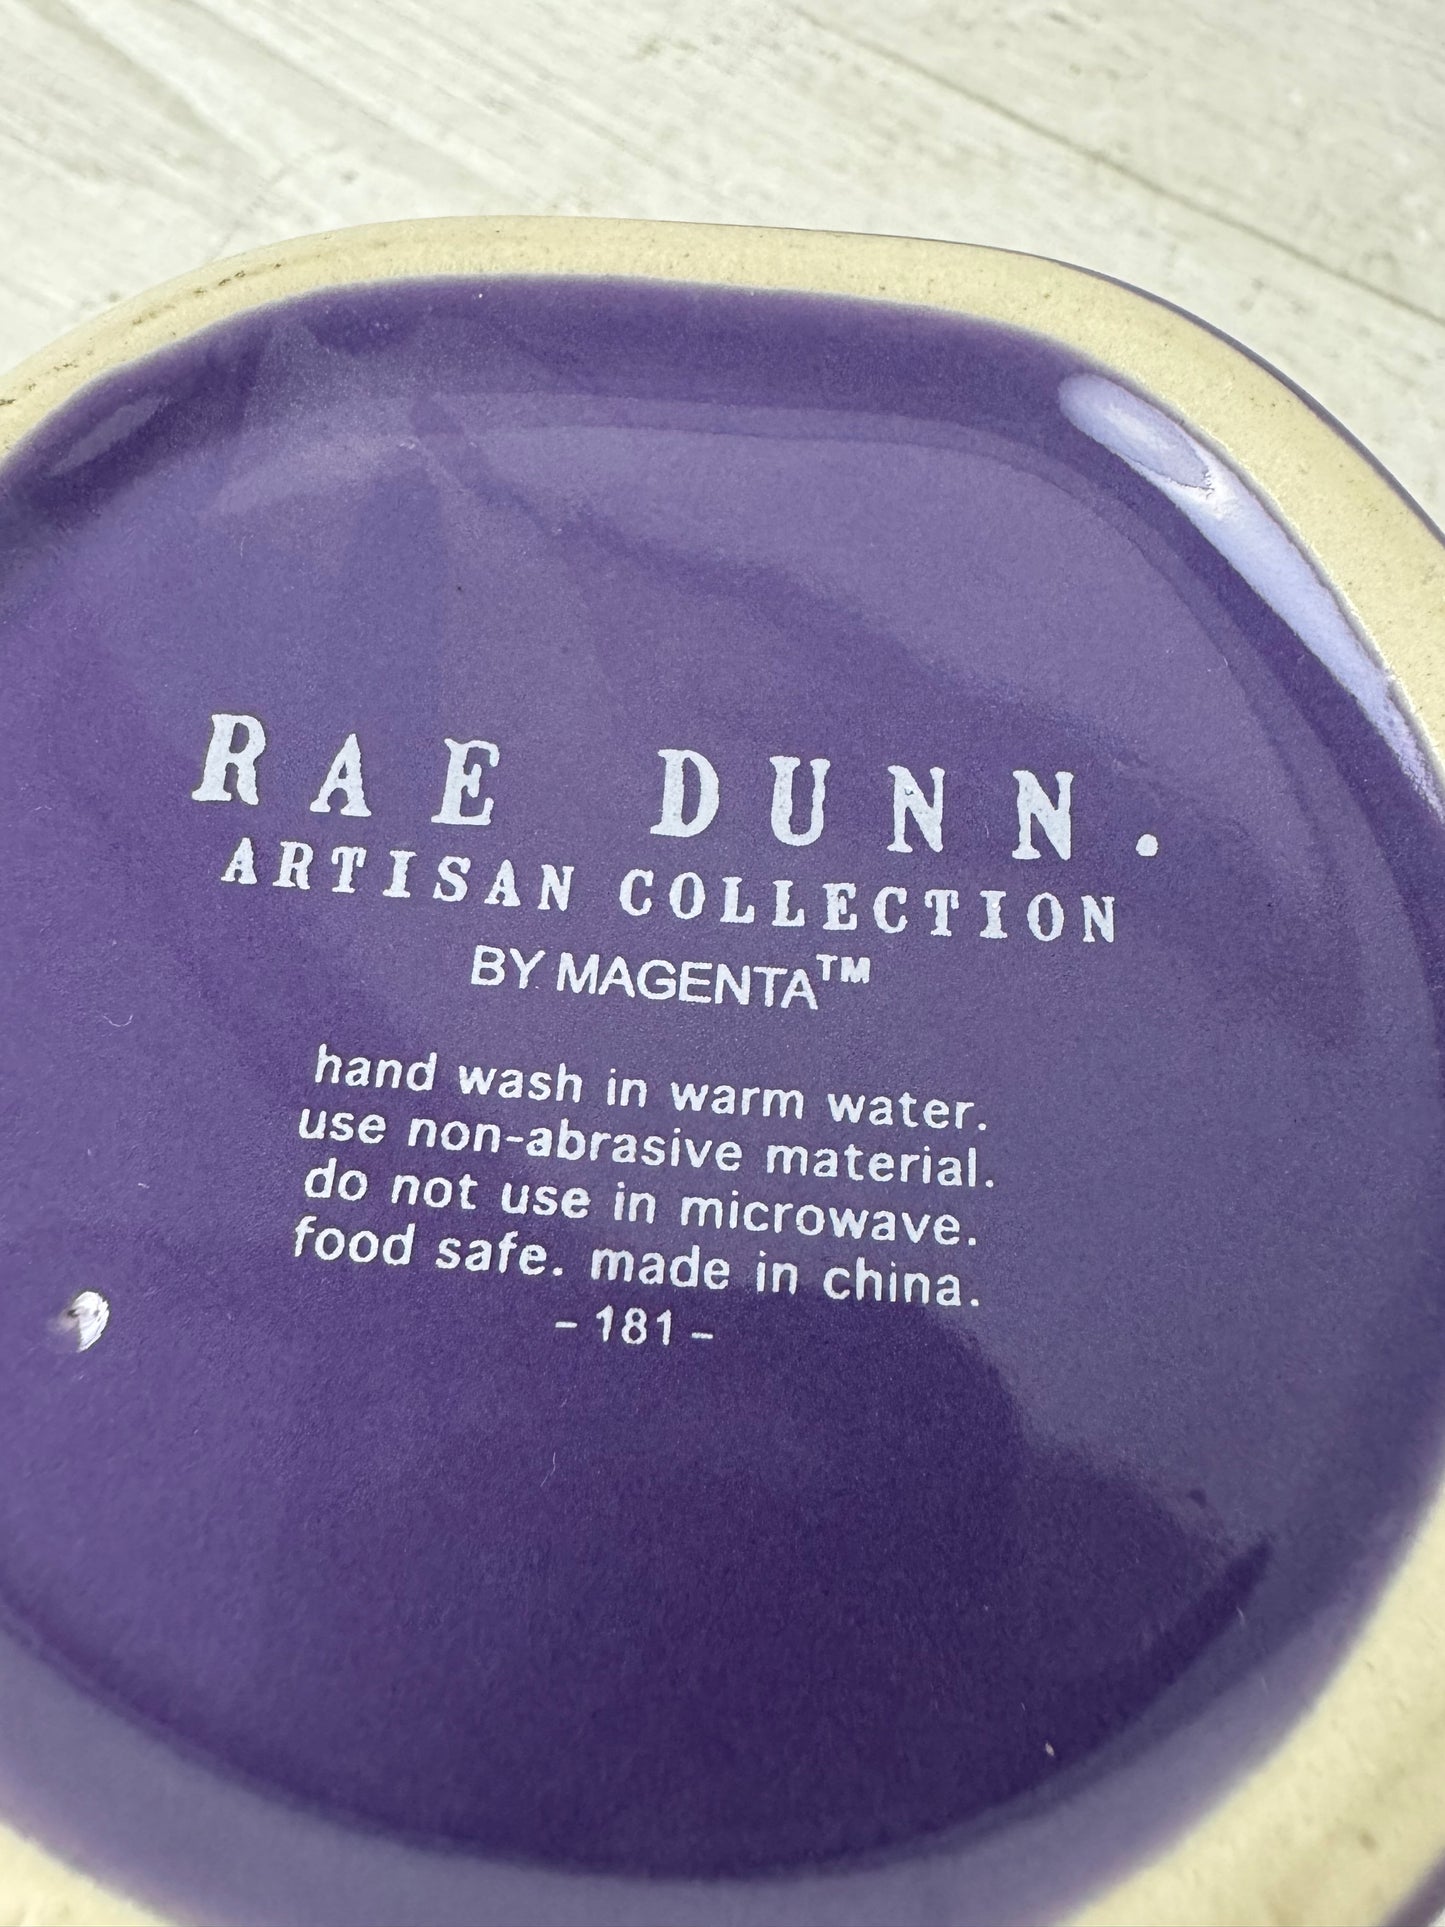 RAE DUNN.
ARTISAN COLLECTION
BY MAGENTA™
hand wash in warm water.
use non-abrasive material.
do not use in microwave.
food safe. made in china.
- 181 -